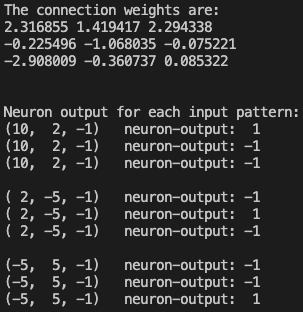 The connection weights are:
2.316855 1.419417 2.294338
-0.225496 -1.068035 -0.075221
-2.908009 -0.360737 0.085322
Neuron output for each input pattern:
(10,  2, -1)   neuron-output:  1
(10,  2, -1)   neuron-output: -1
(10,  2, -1)   neuron-output: -1
( 2, -5, -1)   neuron-output: -1
( 2, -5, -1)   neuron-output:  1
( 2, -5, -1)   neuron-output: -1
(-5,  5, -1)   neuron-output: -1
(-5,  5, -1)   neuron-output: -1
(-5,  5, -1)   neuron-output:  1